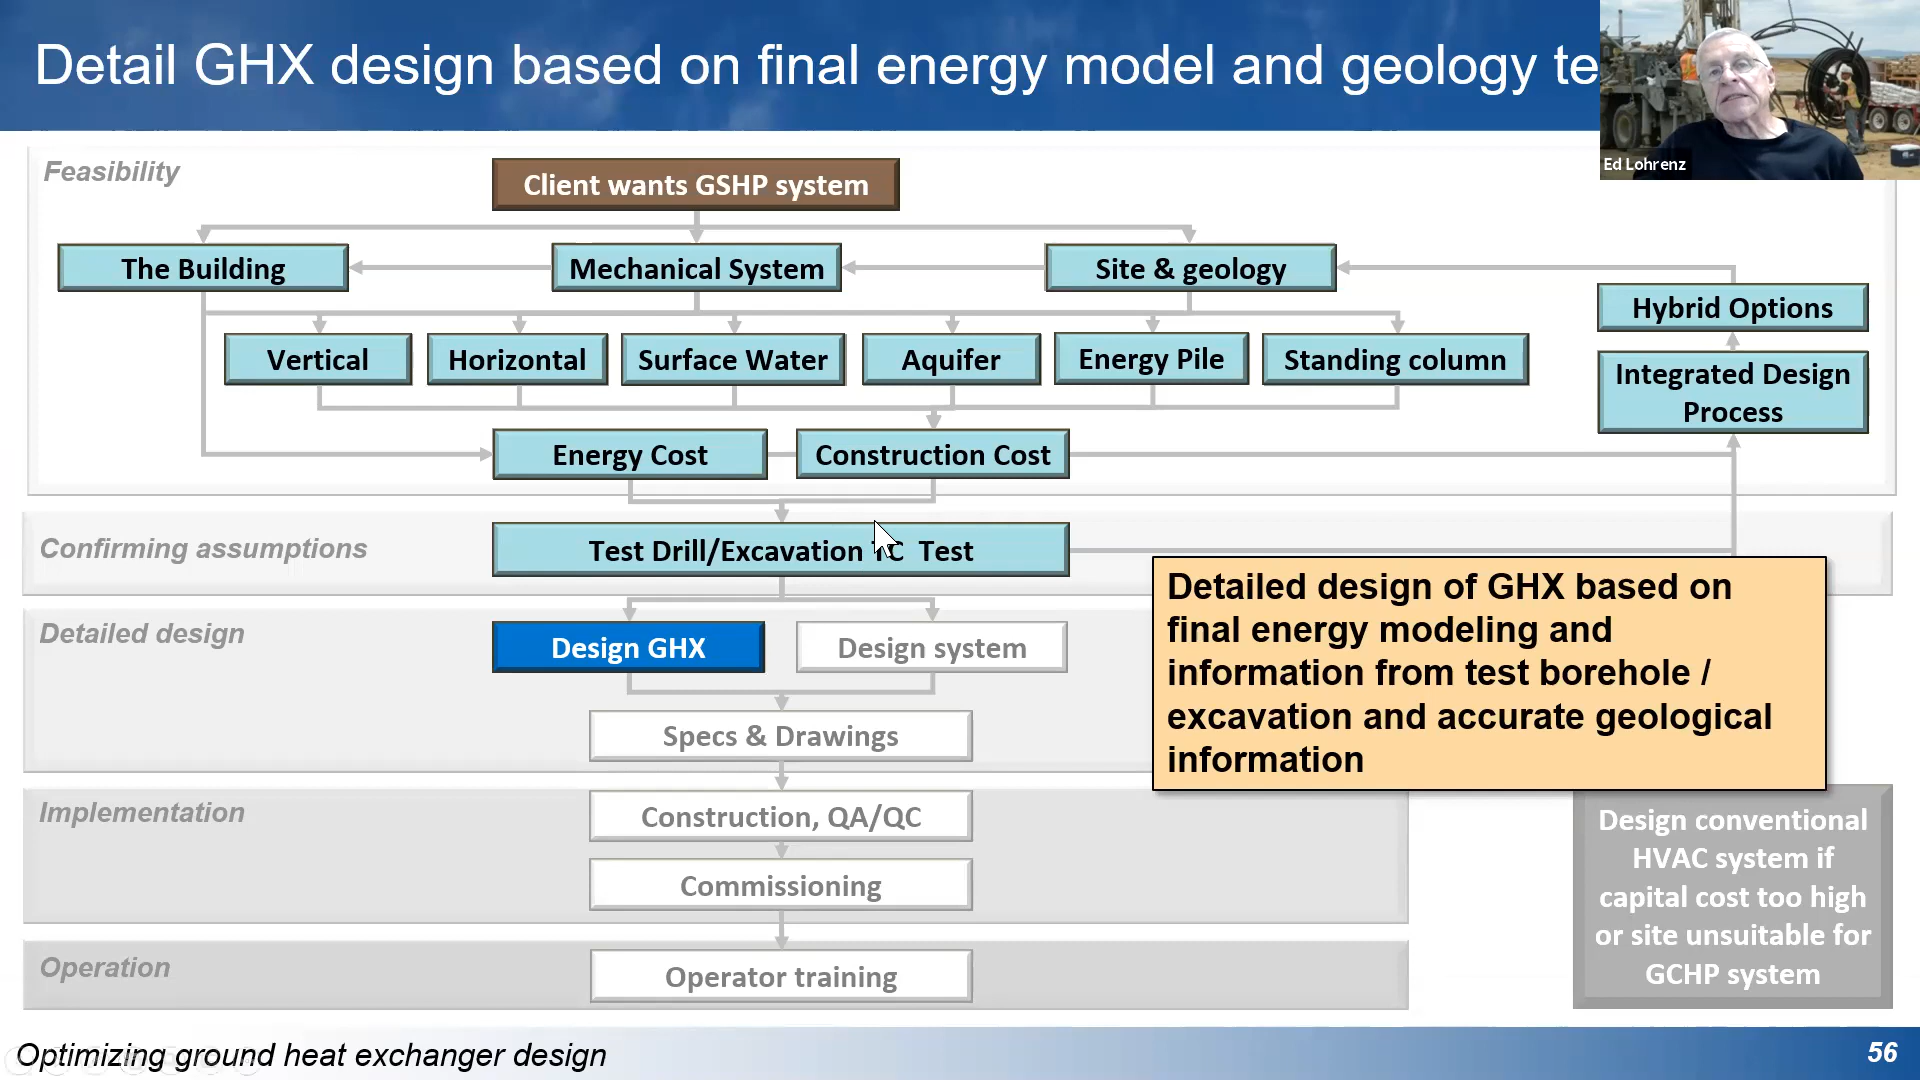 Detail GHX design based on final energy model and geology te
Ed Lohrenz
Feasibility
Client wants GSHP system
The Building
Mechanical System
Site & geology
Hybrid Options
Vertical
Horizontal
Surface Water
Aquifer
Energy Pile
Standing column
Integrated Design
Process
Energy Cost
Construction Cost
Confirming assumptions
Test Drill/Excavation TC Test
Detailed design of GHX based on
final energy modeling and
information from test borehole /
excavation and accurate geological
information
Detailed design
Design GHX
Design system
Specs & Drawings
Implementation
Construction, QA/QC
Commissioning
Design conventional
HVAC system if
capital cost too high
or site unsuitable for
GCHP system
Operation
Operator training
Optimizing ground heat exchanger design
56